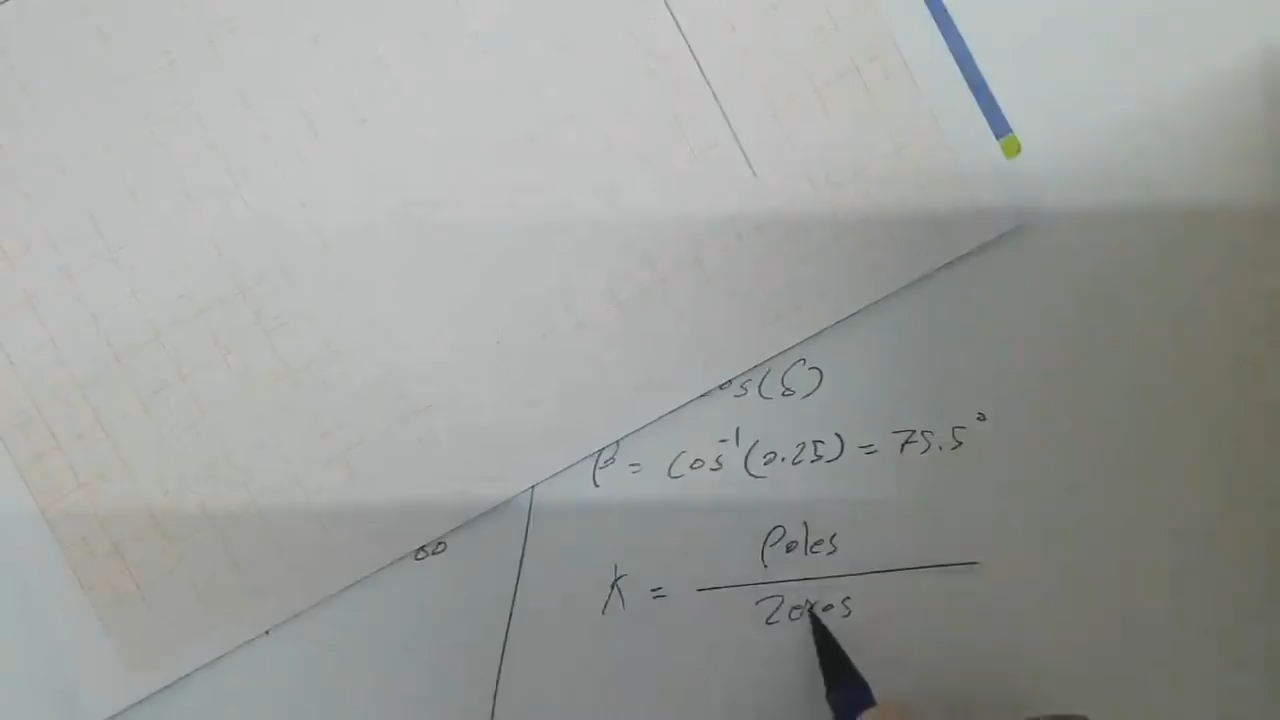 os(δ)
β = cos⁻¹(0.25) = 75.5°
60
K = Poles / Zeros